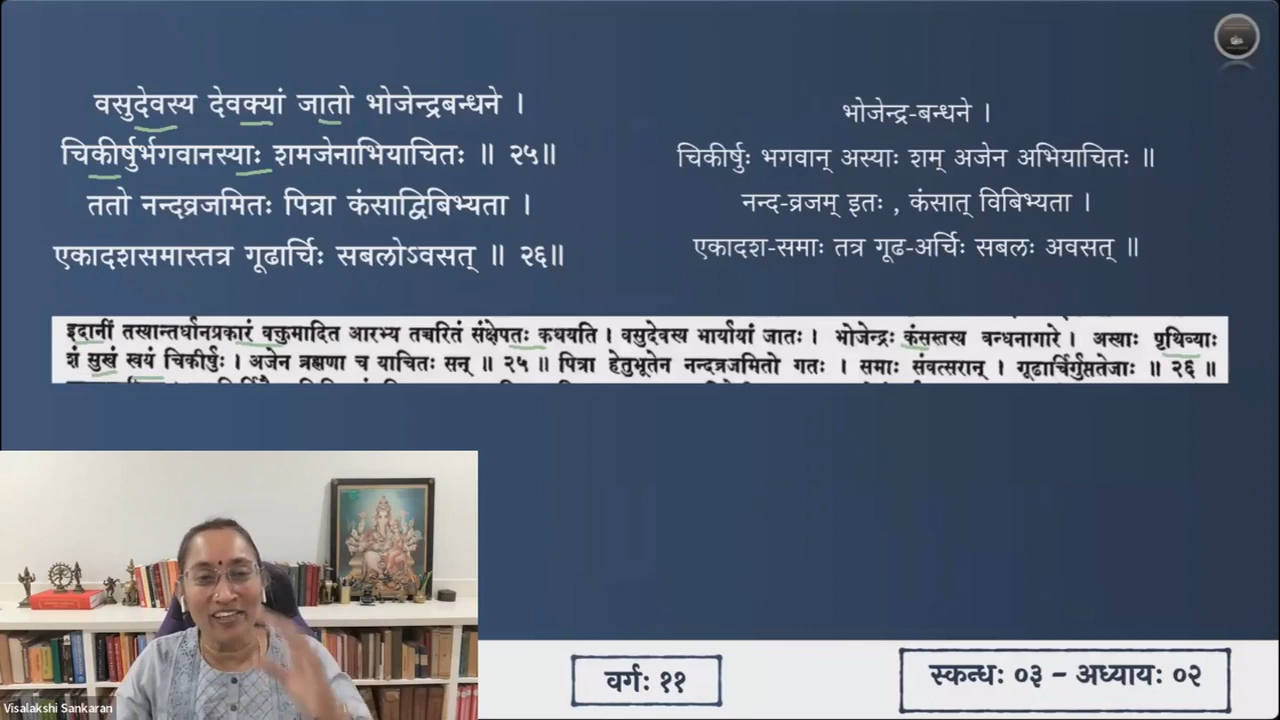 वसुदेवस्य देवक्यां जातो भोजेन्द्रबन्धने ।
चिकीर्षुर्भगवानस्याः शमजेनाभियाचितः ॥ २५॥
ततो नन्दव्रजमितः पित्रा कंसाद्विबिभ्यता ।
एकादशसमास्तत्र गूढार्चिः सबलोऽवसत् ॥ २६॥
भोजेन्द्र-बन्धने ।
चिकीर्षुः भगवान् अस्याः शम् अजेन अभियाचितः ॥
नन्द-व्रजम् इतः , कंसात् विबिभ्यता ।
एकादश-समाः तत्र गूढ-अर्चिः सबलः अवसत् ॥
इदानीं तस्यान्तर्धानप्रकारं वक्तुमादित आरभ्य तच्चरितं संक्षेपतः कथयति । वसुदेवस्य भार्यायां जातः । भोजेन्द्रः कंसस्तस्य बन्धनागारे । अस्याः पृथिव्याः
शं सुखं स्वयं चिकीर्षुः । अजेन ब्रह्मणा च याचितः सन् ॥ २५ ॥ पित्रा हेतुभूतेन नन्दव्रजमितो गतः । समाः संवत्सरान् । गूढार्चिर्गुप्ततेजाः ॥ २६ ॥
Visalakshi Sankaran
वर्गः ११
स्कन्धः ०३ – अध्यायः ०२